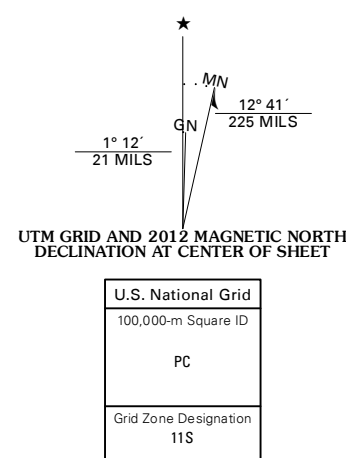 ★
MN
GN
12° 41´
225 MILS
1° 12´
21 MILS
UTM GRID AND 2012 MAGNETIC NORTH
DECLINATION AT CENTER OF SHEET
U.S. National Grid
100,000-m Square ID
PC
Grid Zone Designation
11S